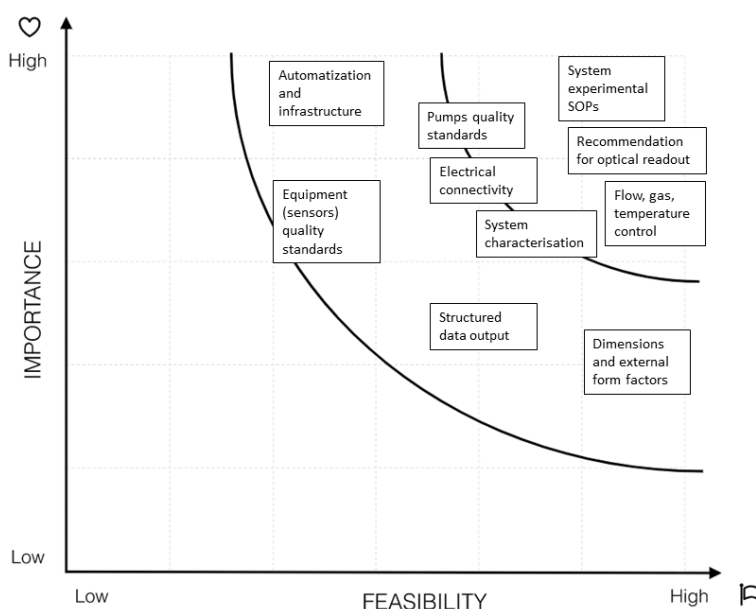 High
Automatization
and
infrastructure
System
experimental
SOPs
Pumps quality
standards
Recommendation
for optical readout
Electrical
connectivity
Equipment
(sensors)
quality
standards
Flow, gas,
temperature
control
System
characterisation
Structured
data output
Dimensions
and external
form factors
IMPORTANCE
Low
Low
FEASIBILITY
High